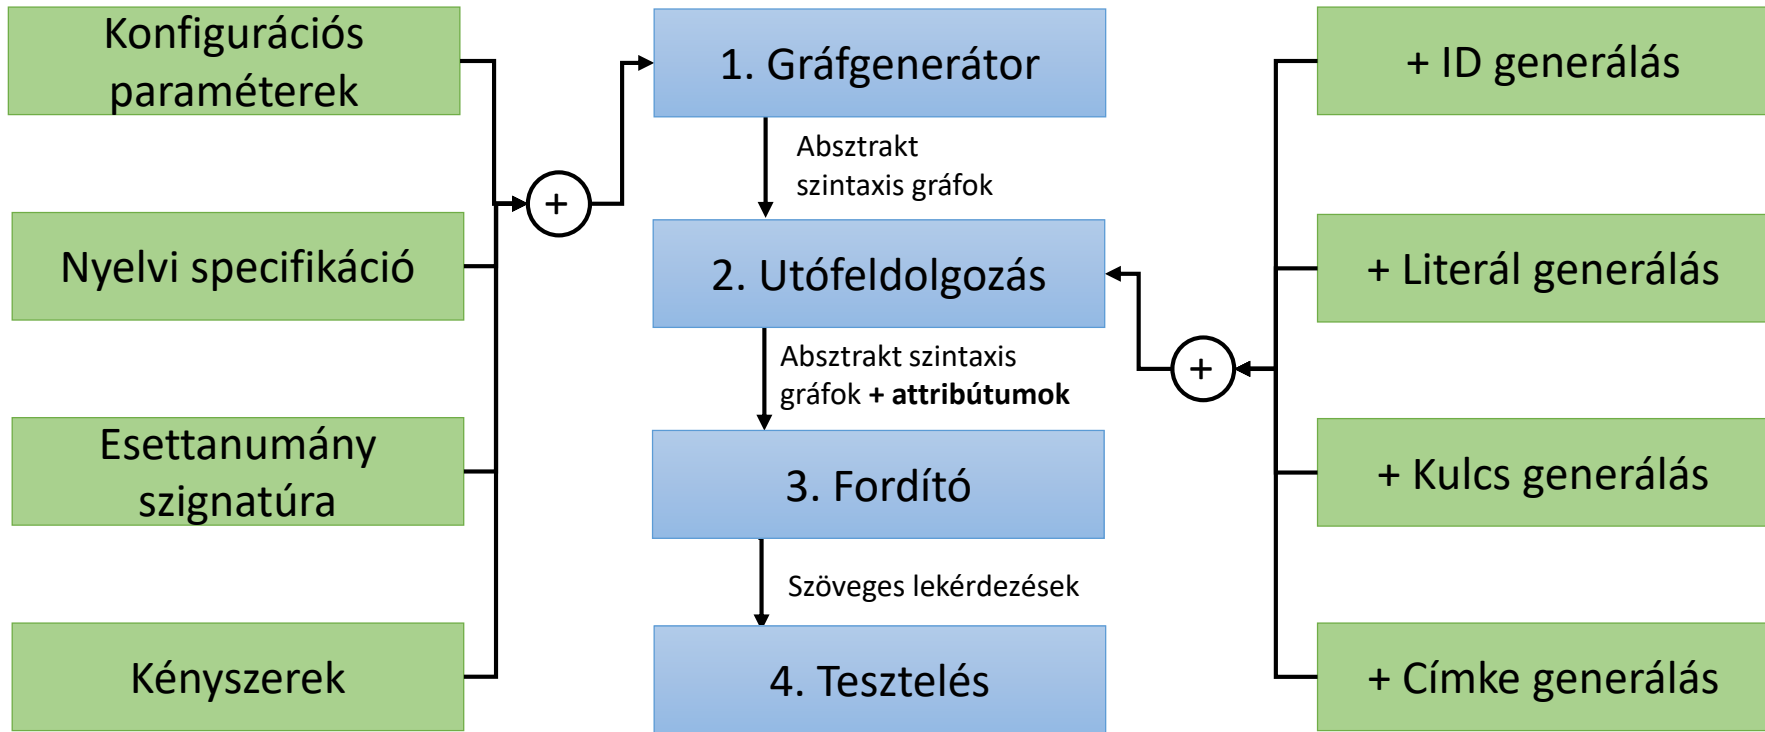 Konfigurációs
paraméterek
Nyelvi specifikáció
Esettanumány
szignatúra
Kényszerek
+
1. Gráfgenerátor
Absztrakt
szintaxis gráfok
2. Utófeldolgozás
Absztrakt szintaxis
gráfok + attribútumok
3. Fordító
Szöveges lekérdezések
4. Tesztelés
+
+ ID generálás
+ Literál generálás
+ Kulcs generálás
+ Címke generálás